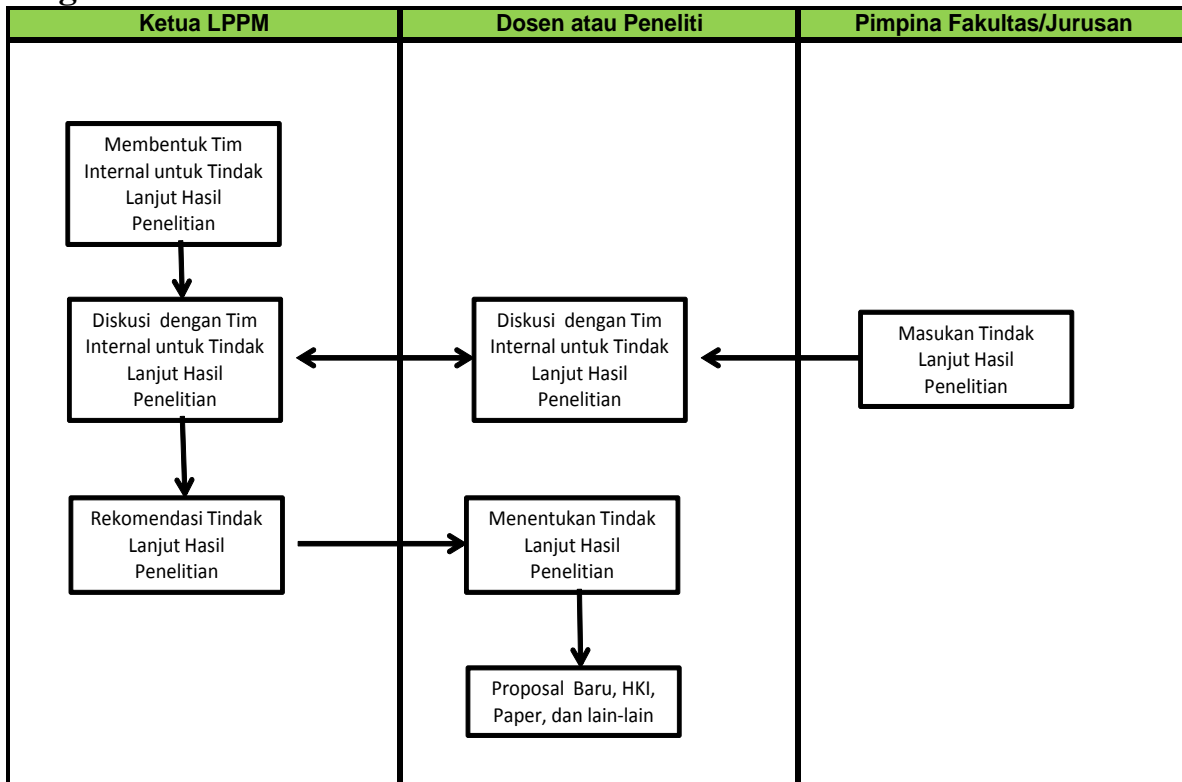 Ketua LPPM
Dosen atau Peneliti
Pimpina Fakultas/Jurusan
Membentuk Tim
Internal untuk Tindak
Lanjut Hasil
Penelitian
Diskusi dengan Tim
Internal untuk Tindak
Lanjut Hasil
Penelitian
Diskusi dengan Tim
Internal untuk Tindak
Lanjut Hasil
Penelitian
Masukan Tindak
Lanjut Hasil
Penelitian
Rekomendasi Tindak
Lanjut Hasil
Penelitian
Menentukan Tindak
Lanjut Hasil
Penelitian
Proposal Baru, HKI,
Paper, dan lain-lain